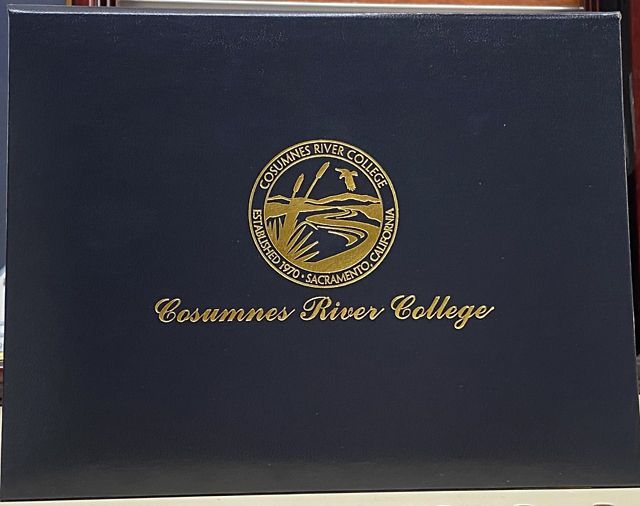 COSUMNES RIVER COLLEGE
ESTABLISHED 1970 • SACRAMENTO, CALIFORNIA
Cosumnes River College